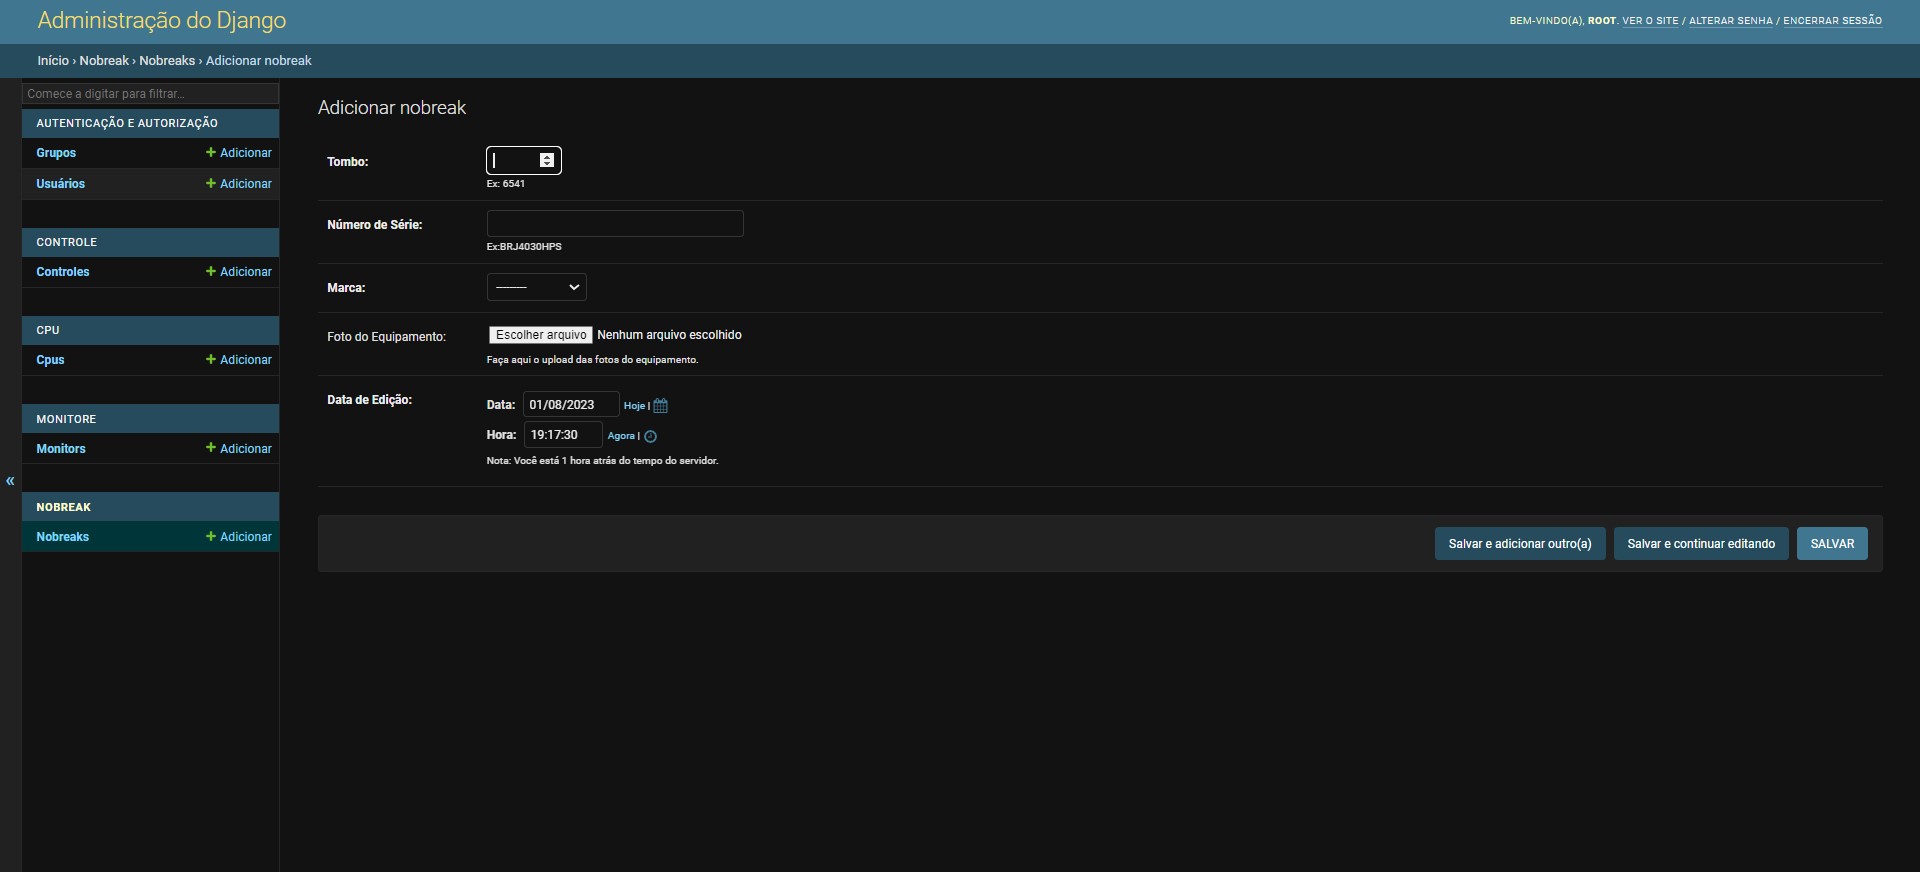 Administração do Django
BEM-VINDO(A), ROOT. VER O SITE / ALTERAR SENHA / ENCERRAR SESSÃO
Início › Nobreak › Nobreaks › Adicionar nobreak
Comece a digitar para filtrar...
AUTENTICAÇÃO E AUTORIZAÇÃO
Grupos + Adicionar
Usuários + Adicionar
CONTROLE
Controles + Adicionar
CPU
Cpus + Adicionar
MONITORE
Monitors + Adicionar
«
NOBREAK
Nobreaks + Adicionar
Adicionar nobreak
Tombo:
Ex: 6541
Número de Série:
Ex:BRJ4030HPS
Marca: ---------
Foto do Equipamento: Escolher arquivo Nenhum arquivo escolhido
Faça aqui o upload das fotos do equipamento.
Data de Edição:
Data: 01/08/2023 Hoje |
Hora: 19:17:30 Agora |
Nota: Você está 1 hora atrás do tempo do servidor.
Salvar e adicionar outro(a) Salvar e continuar editando SALVAR